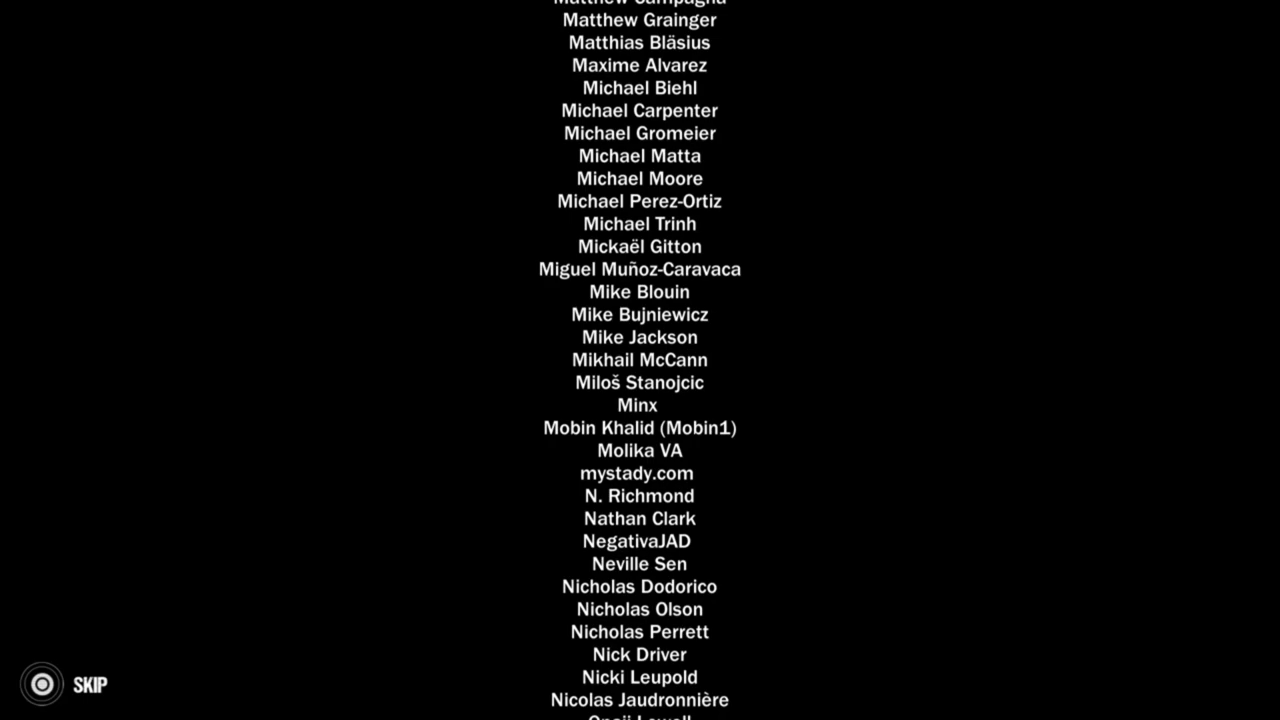 Matthew Campagna
Matthew Grainger
Matthias Bläsius
Maxime Alvarez
Michael Biehl
Michael Carpenter
Michael Gromeier
Michael Matta
Michael Moore
Michael Perez-Ortiz
Michael Trinh
Mickaël Gitton
Miguel Muñoz-Caravaca
Mike Blouin
Mike Bujniewicz
Mike Jackson
Mikhail McCann
Miloš Stanojcic
Minx
Mobin Khalid (Mobin1)
Molika VA
mystady.com
N. Richmond
Nathan Clark
NegativaJAD
Neville Sen
Nicholas Dodorico
Nicholas Olson
Nicholas Perrett
Nick Driver
Nicki Leupold
Nicolas Jaudronnière
SKIP